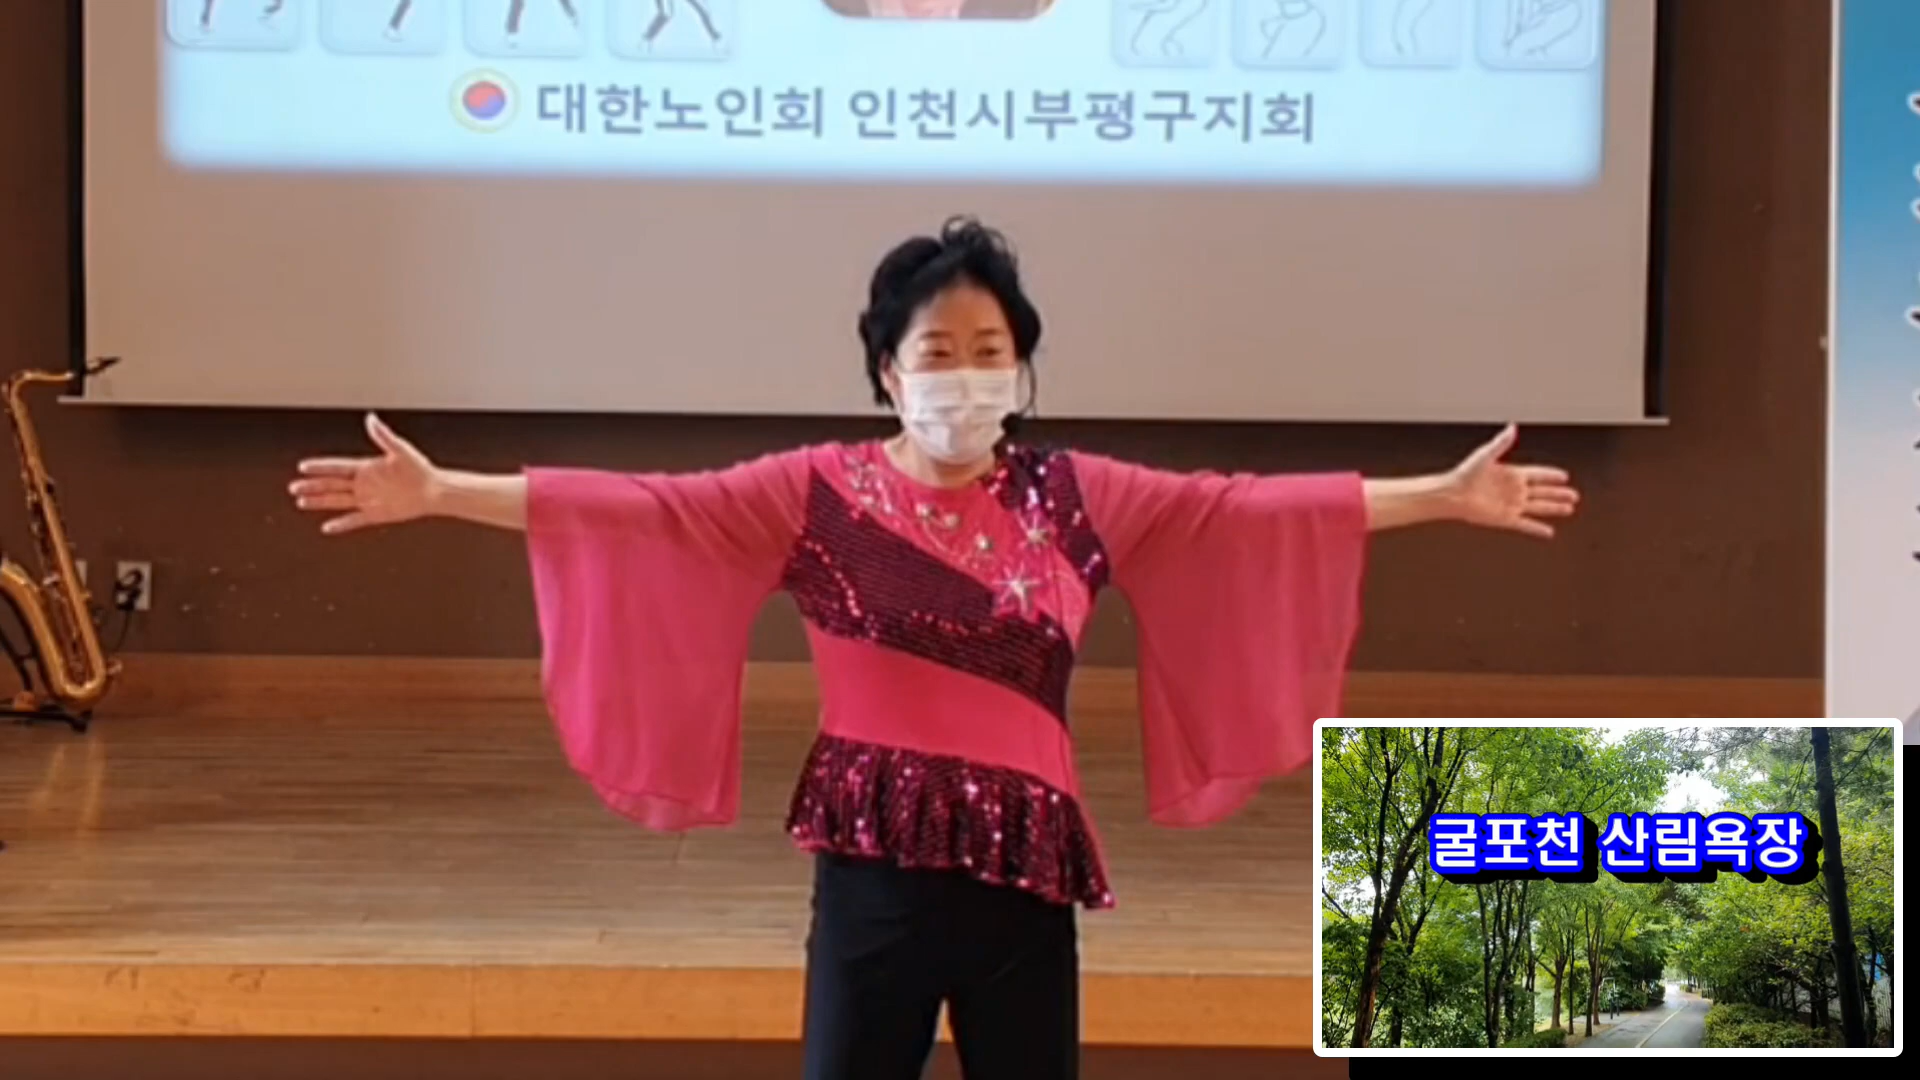 대한노인회 인천시부평구지회
굴포천 산림욕장